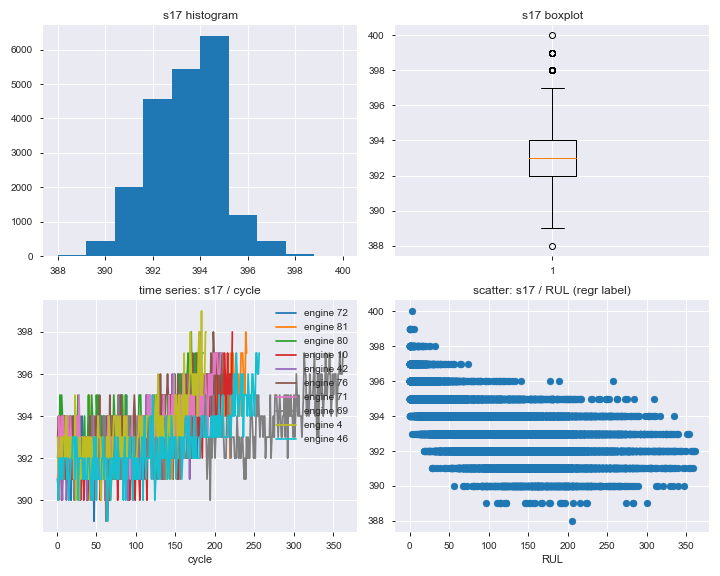 s17 histogram
6000
5000
4000
3000
2000
1000
0
388 390 392 394 396 398 400
s17 boxplot
400
398
396
394
392
390
388
1
time series: s17 / cycle
398
396
394
392
390
0 50 100 150 200 250 300 350
cycle
engine 72
engine 81
engine 80
engine 10
engine 42
engine 76
engine 71
engine 69
engine 4
engine 46
scatter: s17 / RUL (regr label)
400
398
396
394
392
390
388
0 50 100 150 200 250 300 350
RUL